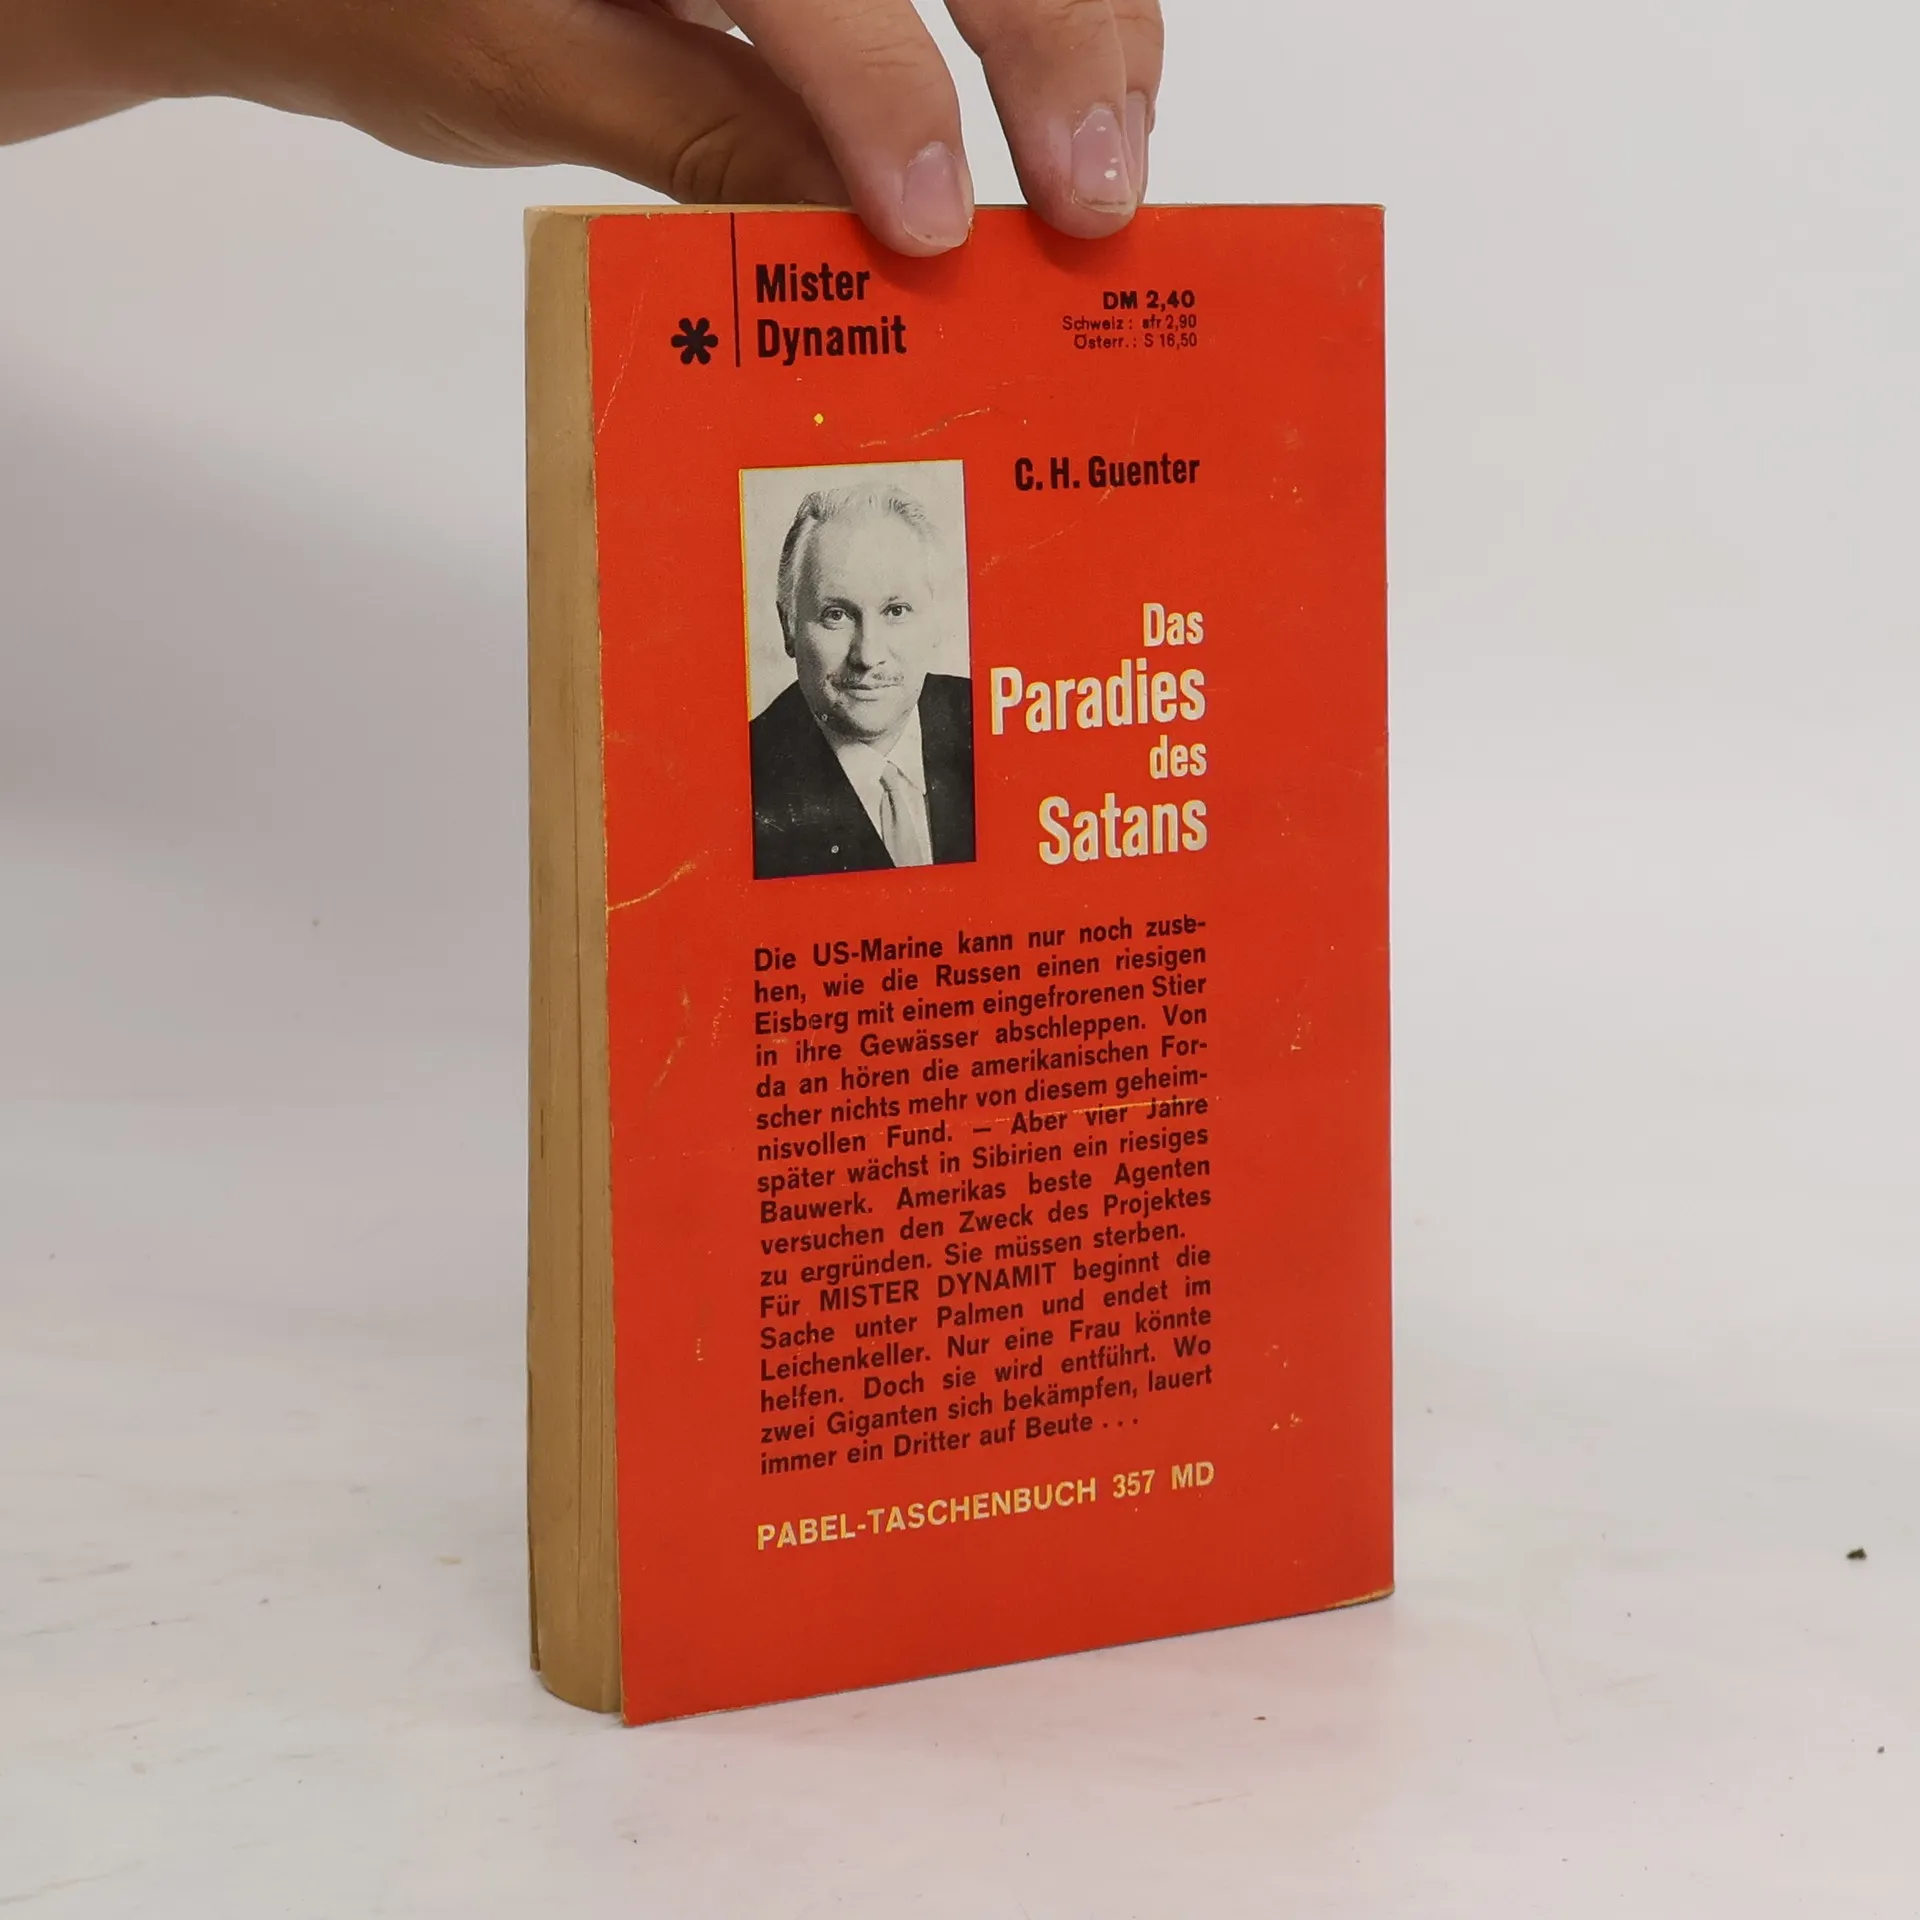 Mister
* Dynamit
DM 2,40
Schweiz: sfr 2,90
Österr.: S 16,50
C. H. Guenter
Das
Paradies
des
Satans
Die US-Marine kann nur noch zuse-
hen, wie die Russen einen riesigen
Eisberg mit einem eingefrorenen Stier
in ihre Gewässer abschleppen. Von
da an hören die amerikanischen For-
scher nichts mehr von diesem geheim-
nisvollen Fund. — Aber vier Jahre
später wächst in Sibirien ein riesiges
Bauwerk. Amerikas beste Agenten
versuchen den Zweck des Projektes
zu ergründen. Sie müssen sterben.
Für MISTER DYNAMIT beginnt die
Sache unter Palmen und endet im
Leichenkeller. Nur eine Frau könnte
helfen. Doch sie wird entführt. Wo
zwei Giganten sich bekämpfen, lauert
immer ein Dritter auf Beute . . .
PABEL-TASCHENBUCH 357 MD